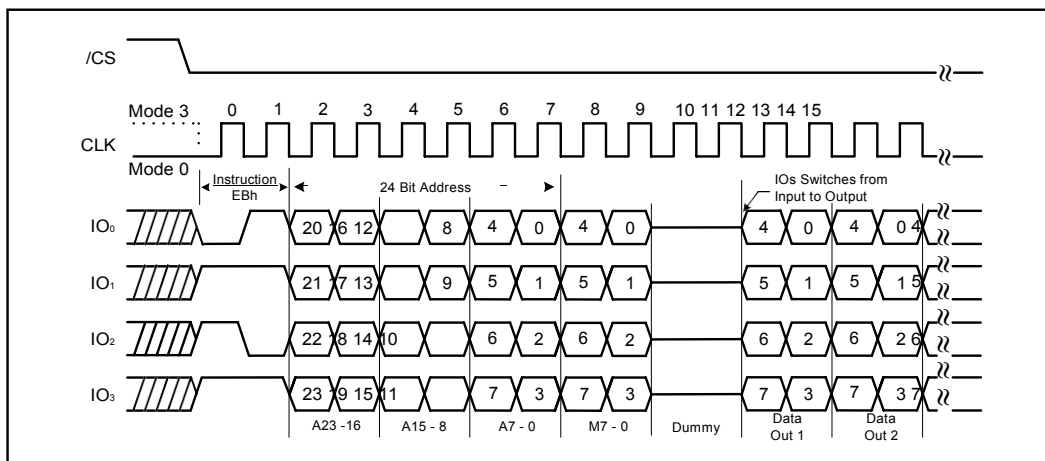 /CS
Mode 3 0 1 2 3 4 5 6 7 8 9 10 11 12 13 14 15
CLK
Mode 0
Instruction
EBh
24 Bit Address
IOs Switches from
Input to Output
IO₀ 20 16 12 8 4 0 4 0 4 0 4 0 4
IO₁ 21 17 13 9 5 1 5 1 5 1 5 1 5
IO₂ 22 18 14 10 6 2 6 2 6 2 6 2 6
IO₃ 23 19 15 11 7 3 7 3 7 3 7 3 7
A23 - 16 A15 - 8 A7 - 0 M7 - 0 Dummy Data Data
Out 1 Out 2